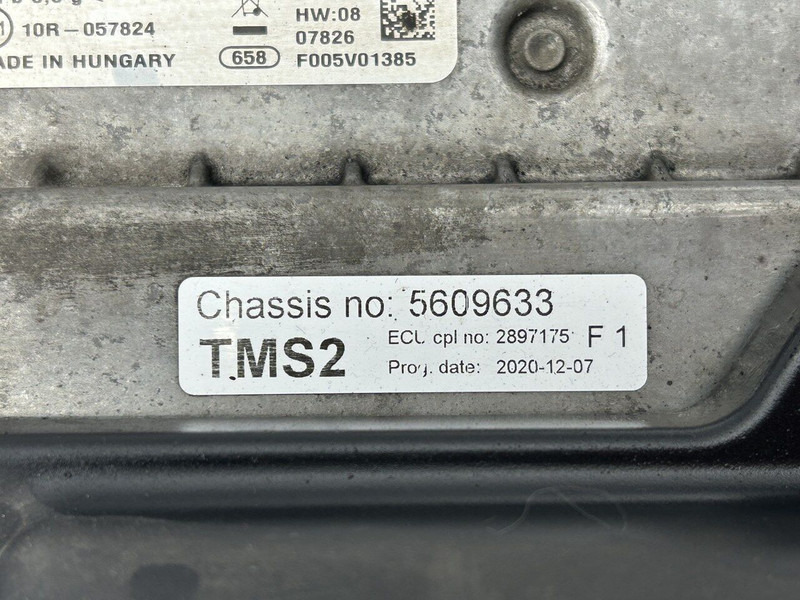 10R-057824
MADE IN HUNGARY
HW:08
07826
658 F005V01385
Chassis no: 5609633
TMS2
ECU cpl no: 2897175 F 1
Prog. date: 2020-12-07